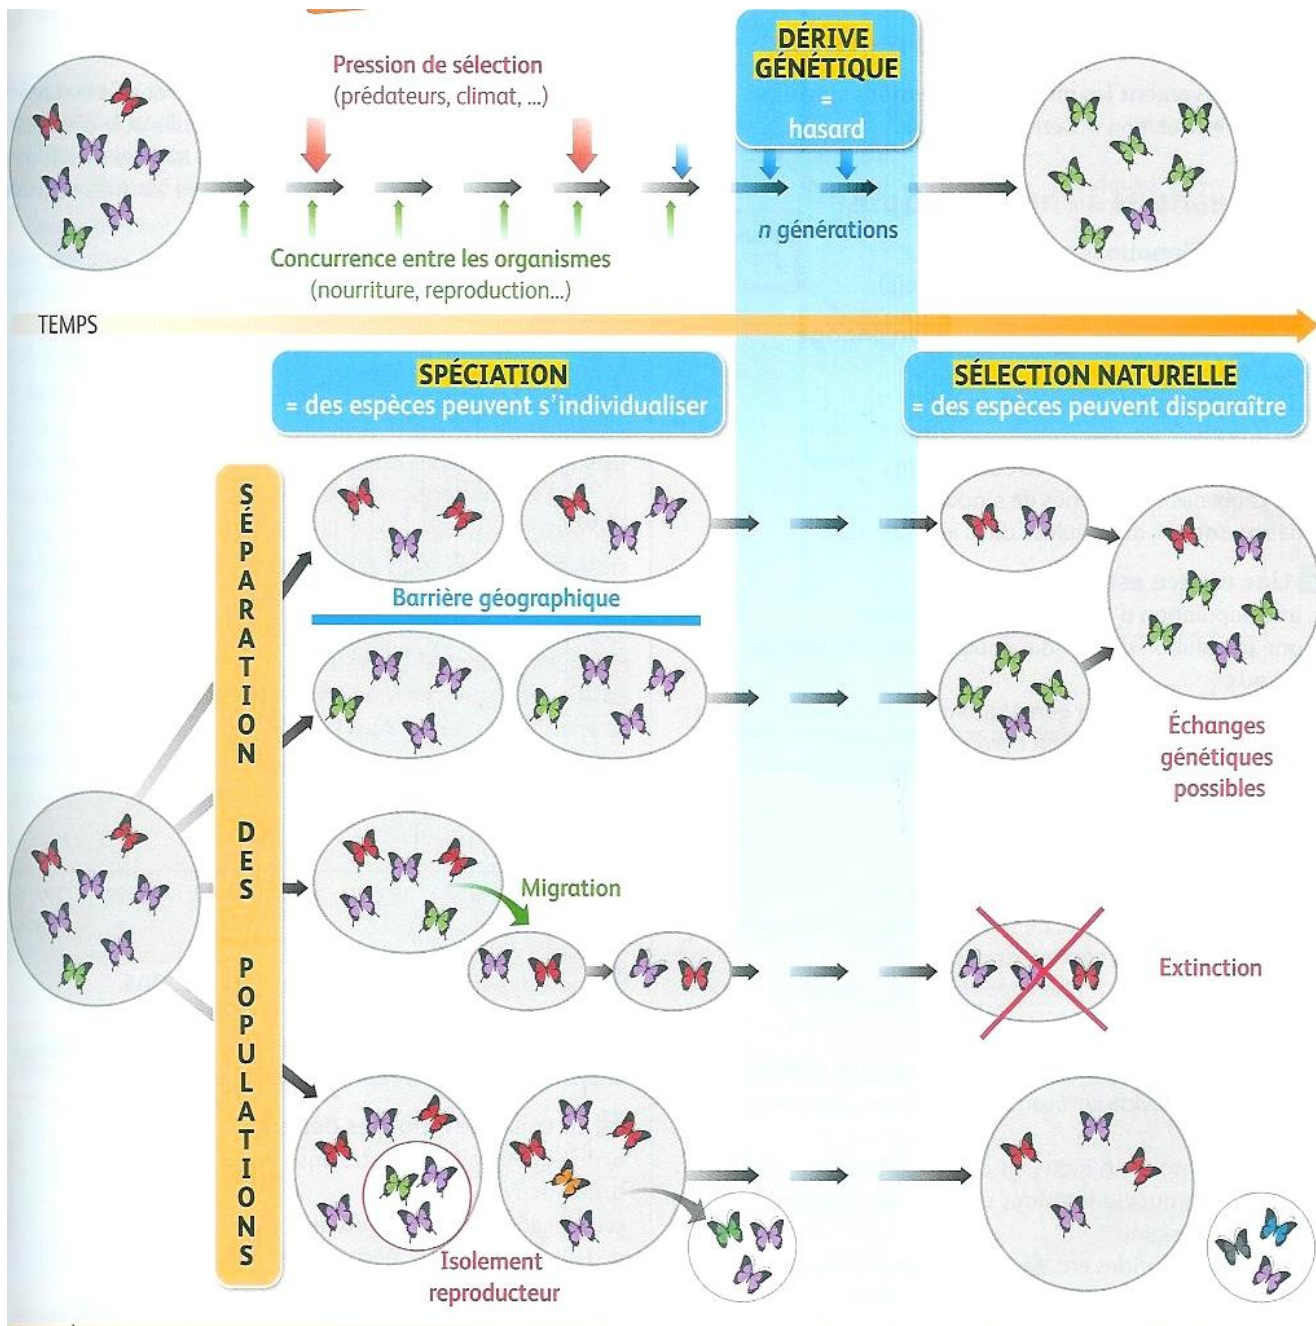 Pression de sélection
(prédateurs, climat, ...)
DÉRIVE
GÉNÉTIQUE
=
hasard
n générations
Concurrence entre les organismes
(nourriture, reproduction...)
TEMPS
SPÉCIATION
= des espèces peuvent s'individualiser
SÉLECTION NATURELLE
= des espèces peuvent disparaître
SÉPARATION DES POPULATIONS
Barrière géographique
Échanges
génétiques
possibles
Migration
Extinction
Isolement
reproducteur